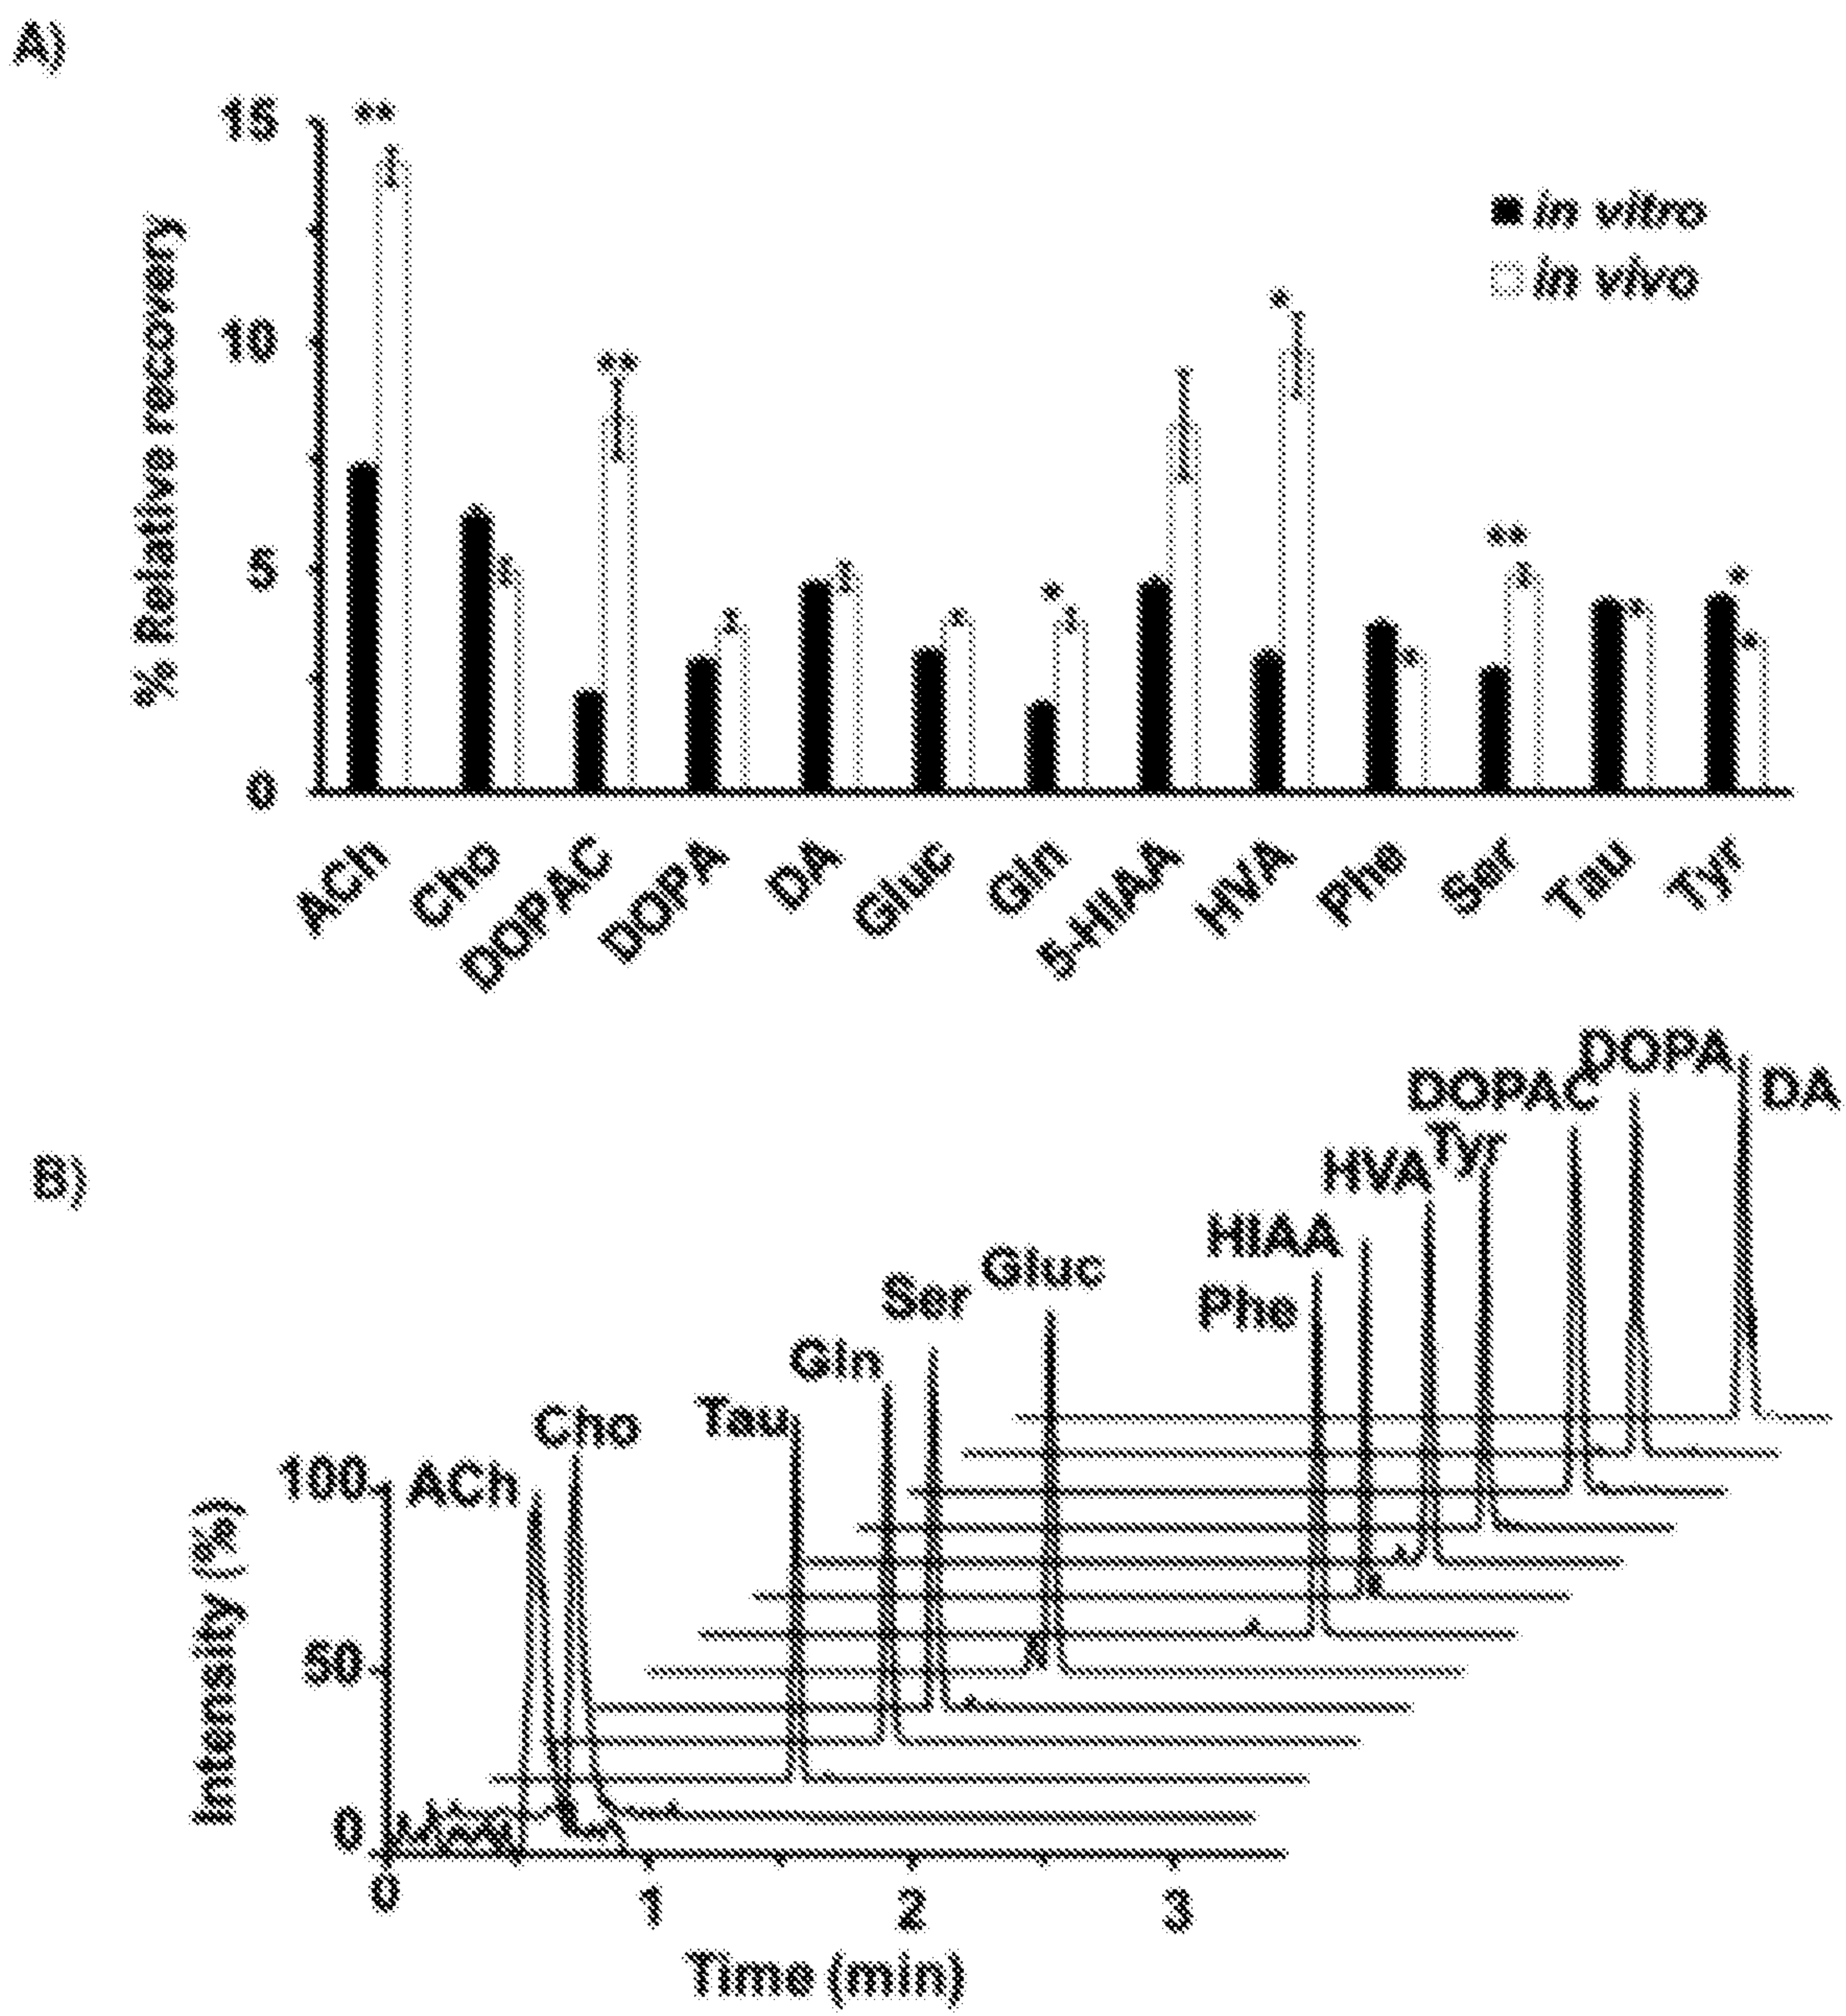 A)
15
**
10
5
0
% Relative recovery
in vitro
in vivo
**
*
*
**
*
ACh
Cho
DOPAC
DOPA
DA
Gluc
Gln
5-HIAA
HVA
Phe
Ser
Tau
Tyr
B)
100
50
0
Intensity (%)
ACh
Cho
Tau
Gln
Ser
Gluc
Phe
HIAA
HVA
Tyr
DOPAC
DOPA
DA
0
1
2
3
Time (min)